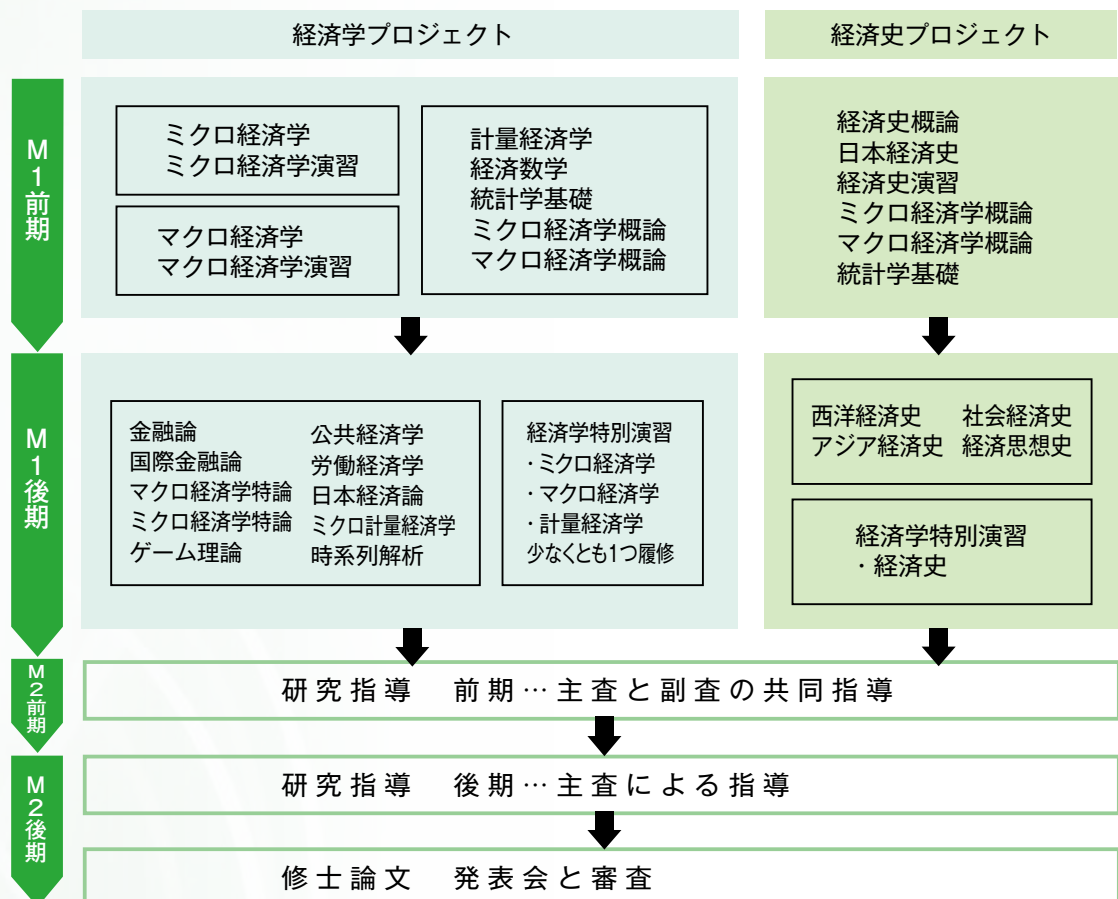 経済学プロジェクト
経済史プロジェクト
M1前期
ミクロ経済学
ミクロ経済学演習
マクロ経済学
マクロ経済学演習
計量経済学
経済数学
統計学基礎
ミクロ経済学概論
マクロ経済学概論
経済史概論
日本経済史
経済史演習
ミクロ経済学概論
マクロ経済学概論
統計学基礎
M1後期
金融論
国際金融論
マクロ経済学特論
ミクロ経済学特論
ゲーム理論
公共経済学
労働経済学
日本経済論
ミクロ計量経済学
時系列解析
経済学特別演習
・ミクロ経済学
・マクロ経済学
・計量経済学
少なくとも1つ履修
西洋経済史 社会経済史
アジア経済史 経済思想史
経済学特別演習
・経済史
M2前期
研究指導 前期…主査と副査の共同指導
M2後期
研究指導 後期…主査による指導
修士論文 発表会と審査